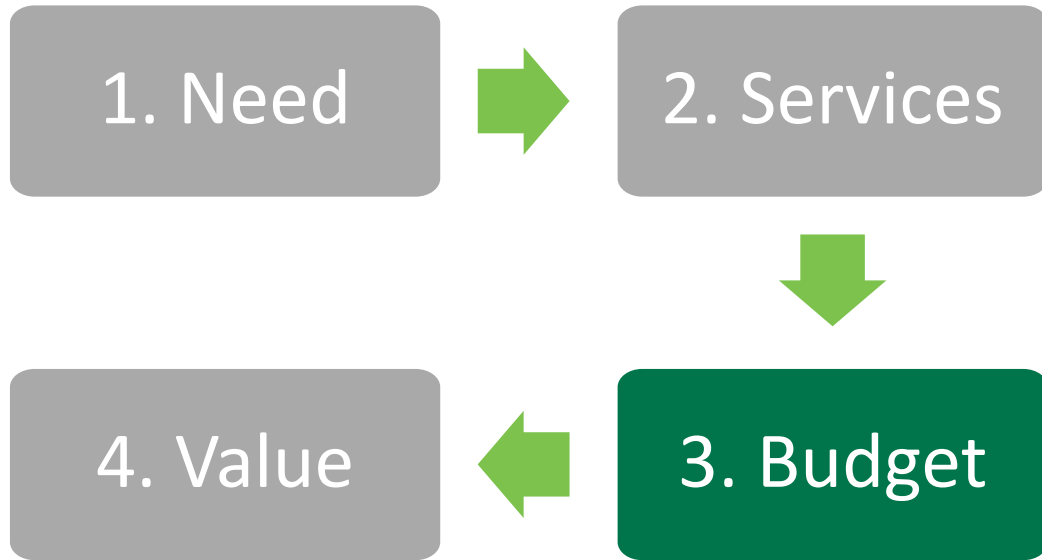 1. Need
2. Services
3. Budget
4. Value